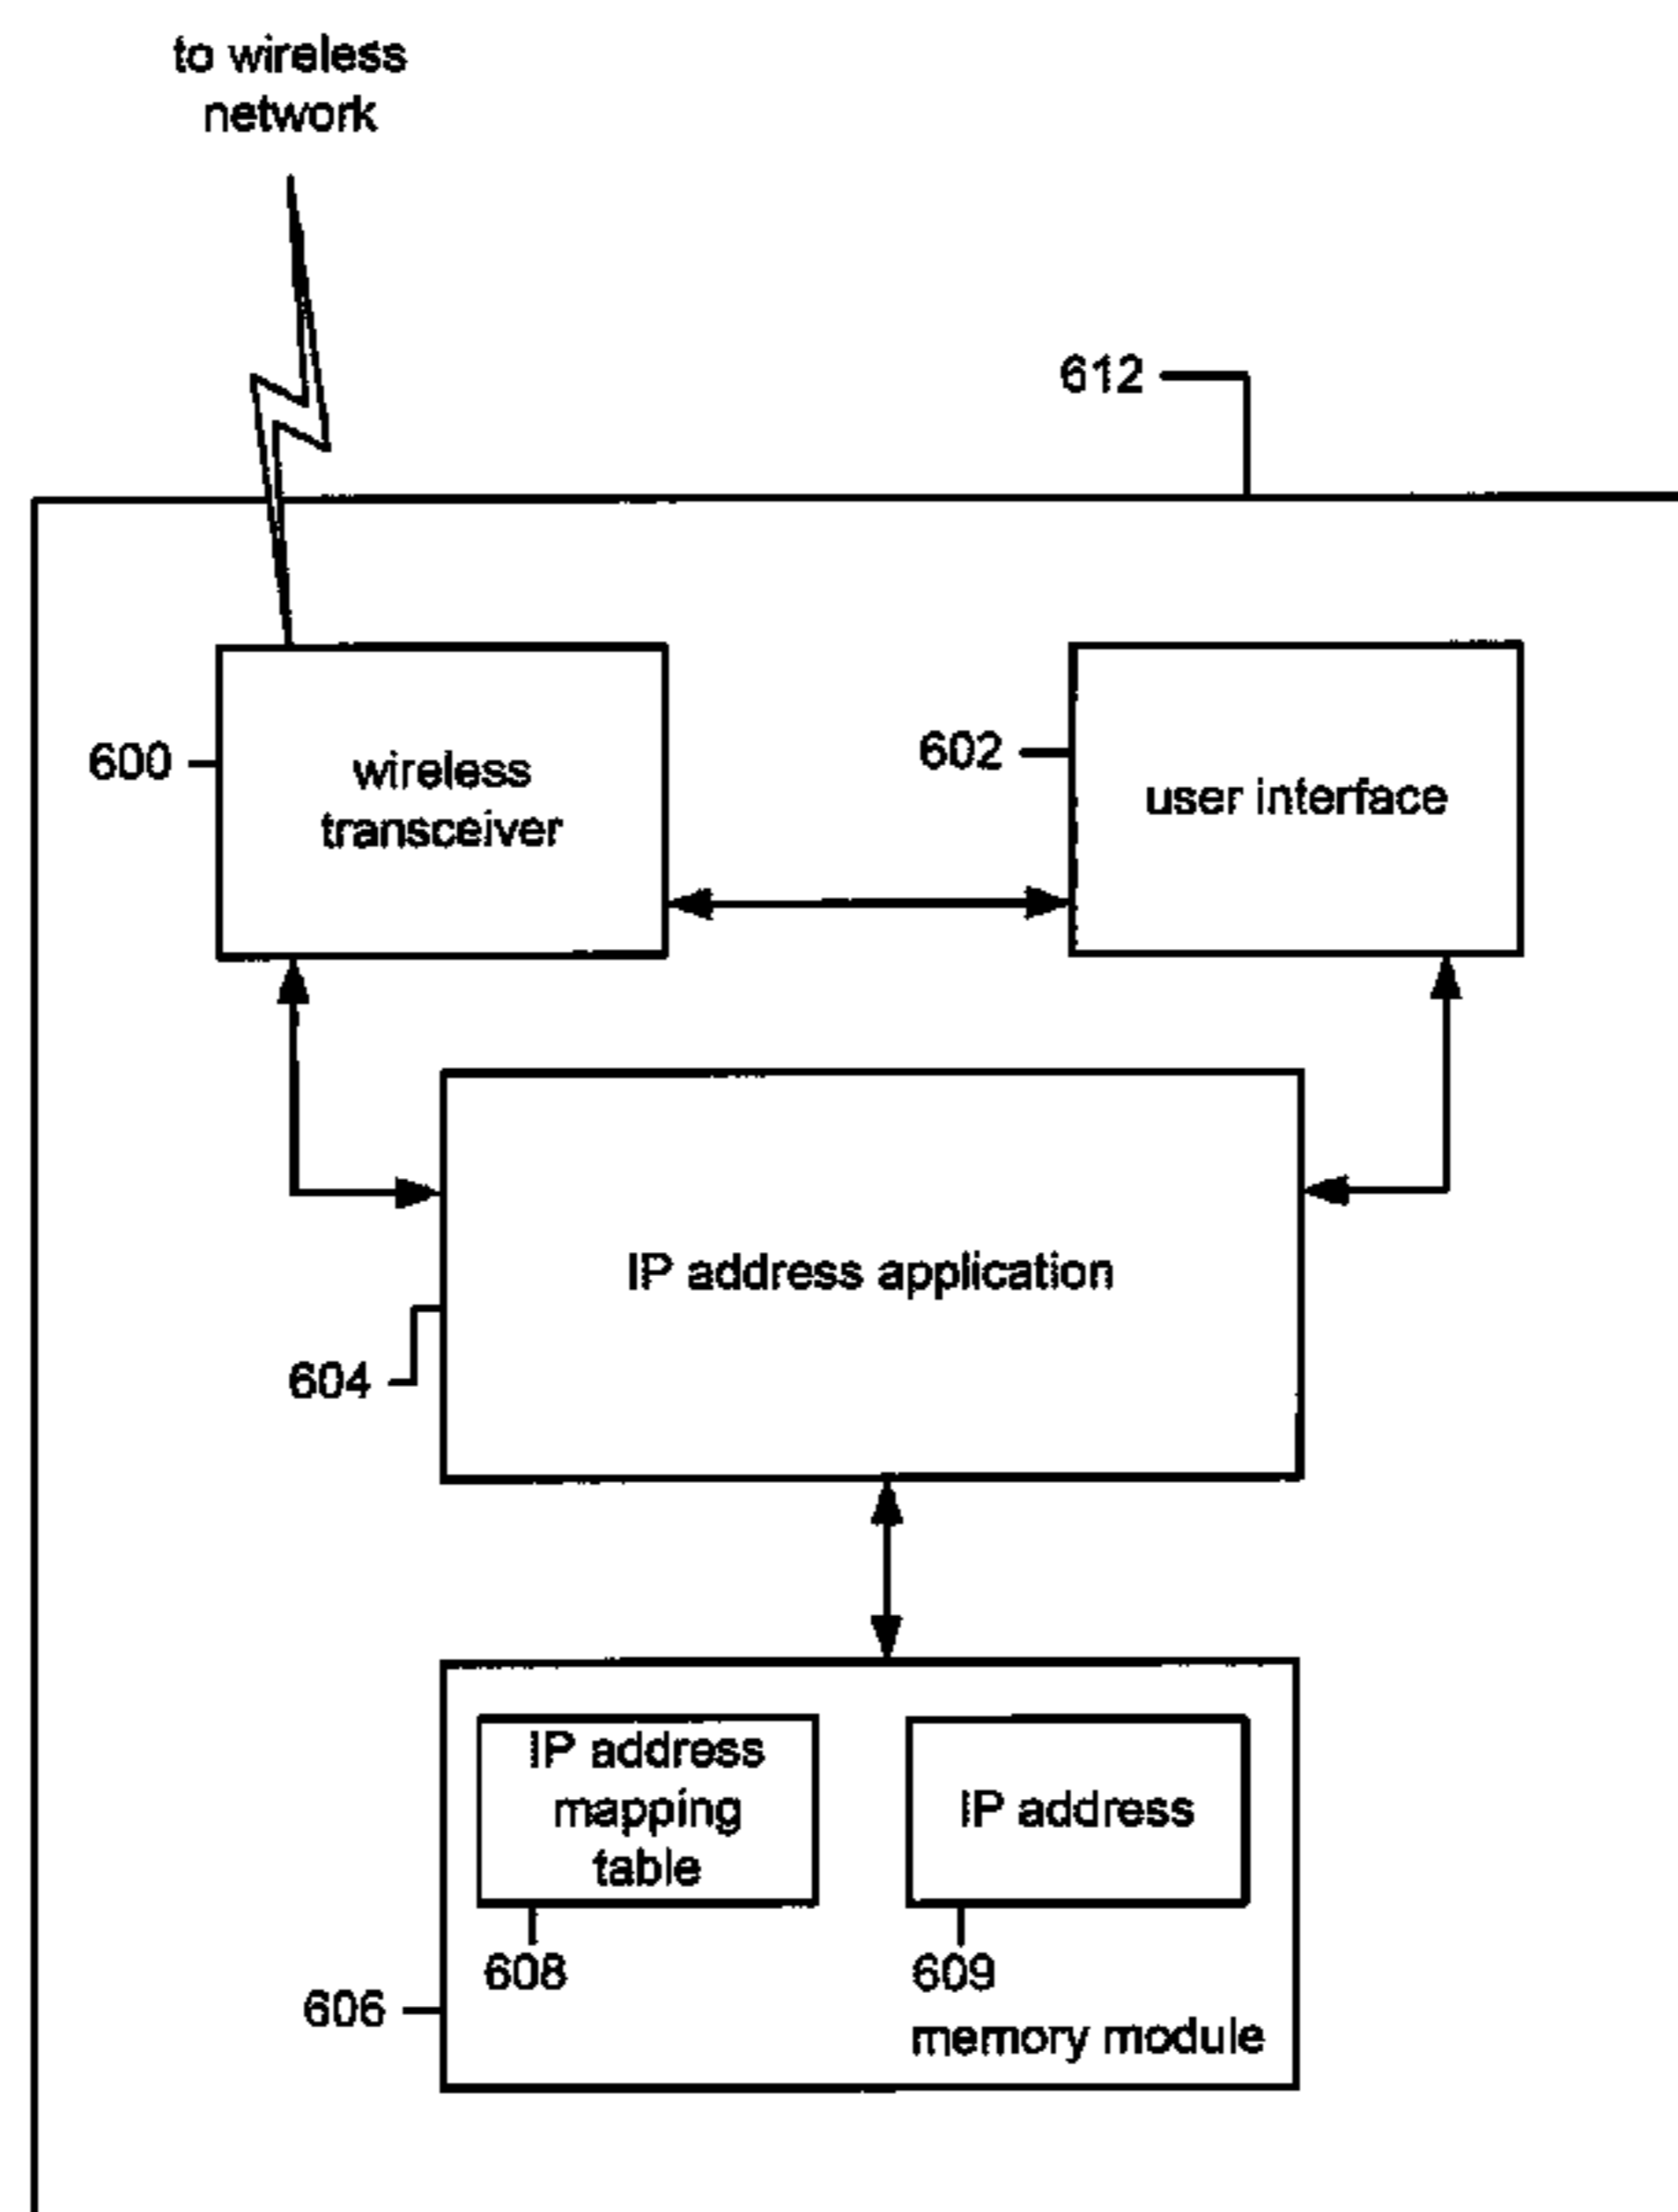 to wireless
network
612
600
wireless
transceiver
602
user interface
IP address application
604
IP address
mapping
table
IP address
608
609
606
memory module